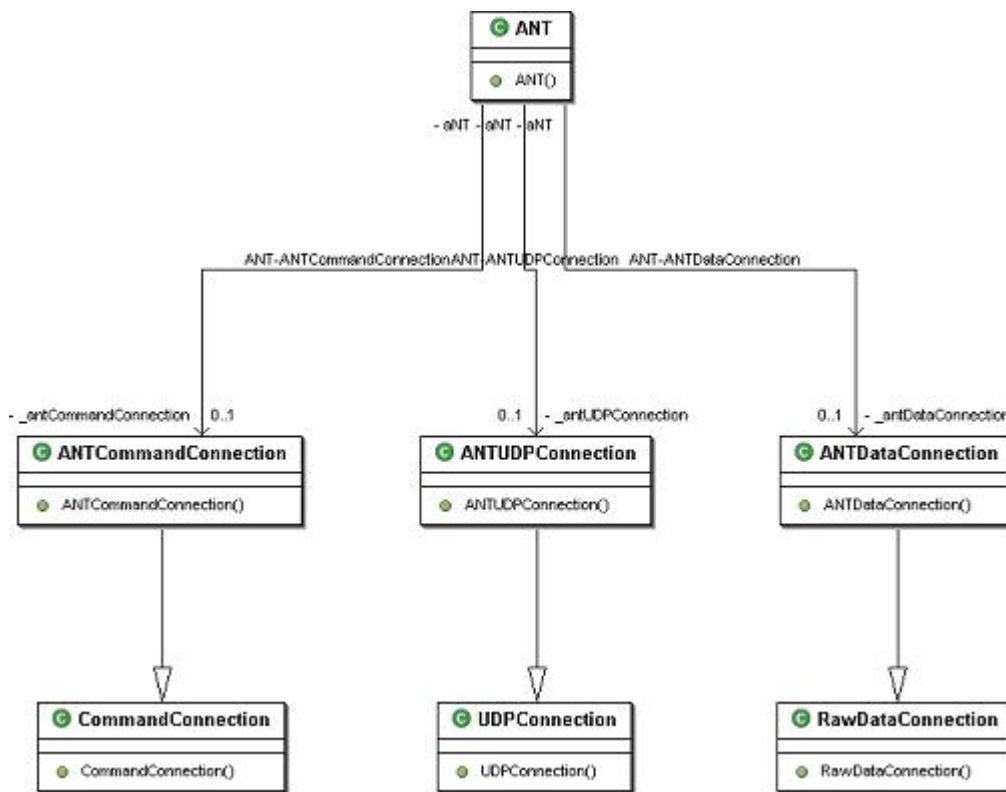 ANT
ANT()
- aNT - aNT - aNT
ANT-ANTCommandConnection ANT-ANTUDPConnection ANT-ANTDataConnection
- _antCommandConnection 0..1 0..1 - _antUDPConnection 0..1 - _antDataConnection
ANTCommandConnection ANTUDPConnection ANTDataConnection
ANTCommandConnection() ANTUDPConnection() ANTDataConnection()
CommandConnection UDPConnection RawDataConnection
CommandConnection() UDPConnection() RawDataConnection()